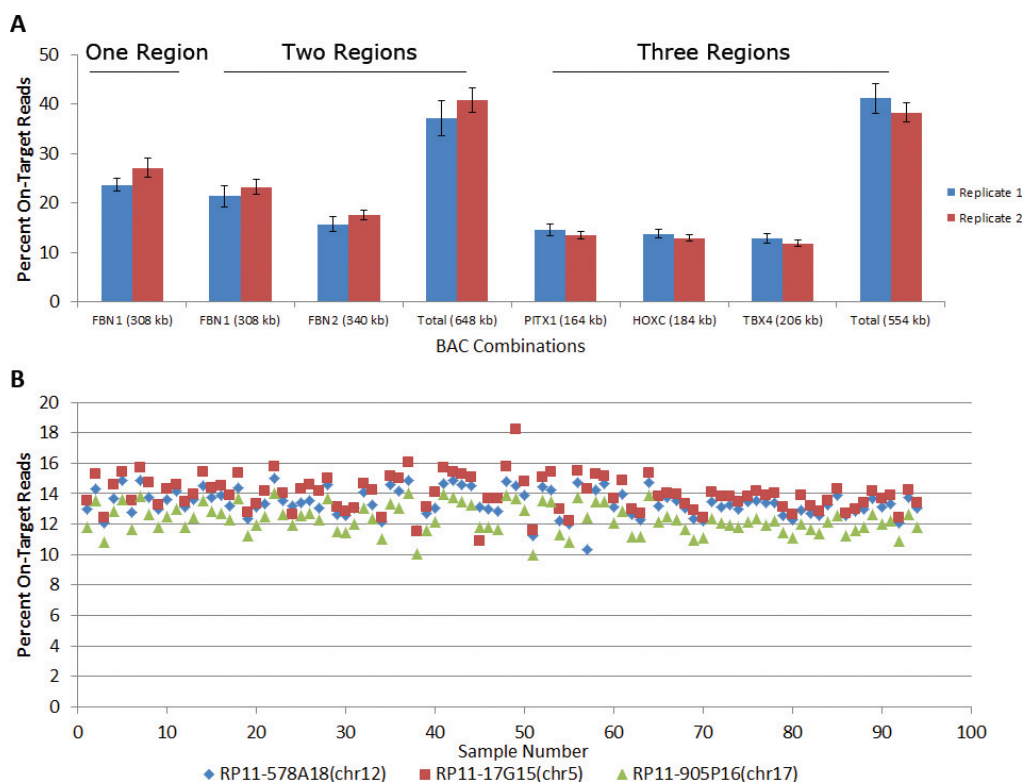 A
One Region Two Regions Three Regions
Percent On-Target Reads
50
40
30
20
10
0
FBN1 (308 kb) FBN1 (308 kb) FBN2 (340 kb) Total (648 kb) PITX1 (164 kb) HOXC (184 kb) TBX4 (206 kb) Total (554 kb)
BAC Combinations
Replicate 1
Replicate 2
B
Percent On-Target Reads
20
18
16
14
12
10
8
6
4
2
0
0 10 20 30 40 50 60 70 80 90 100
Sample Number
RP11-578A18(chr12) RP11-17G15(chr5) RP11-905P16(chr17)